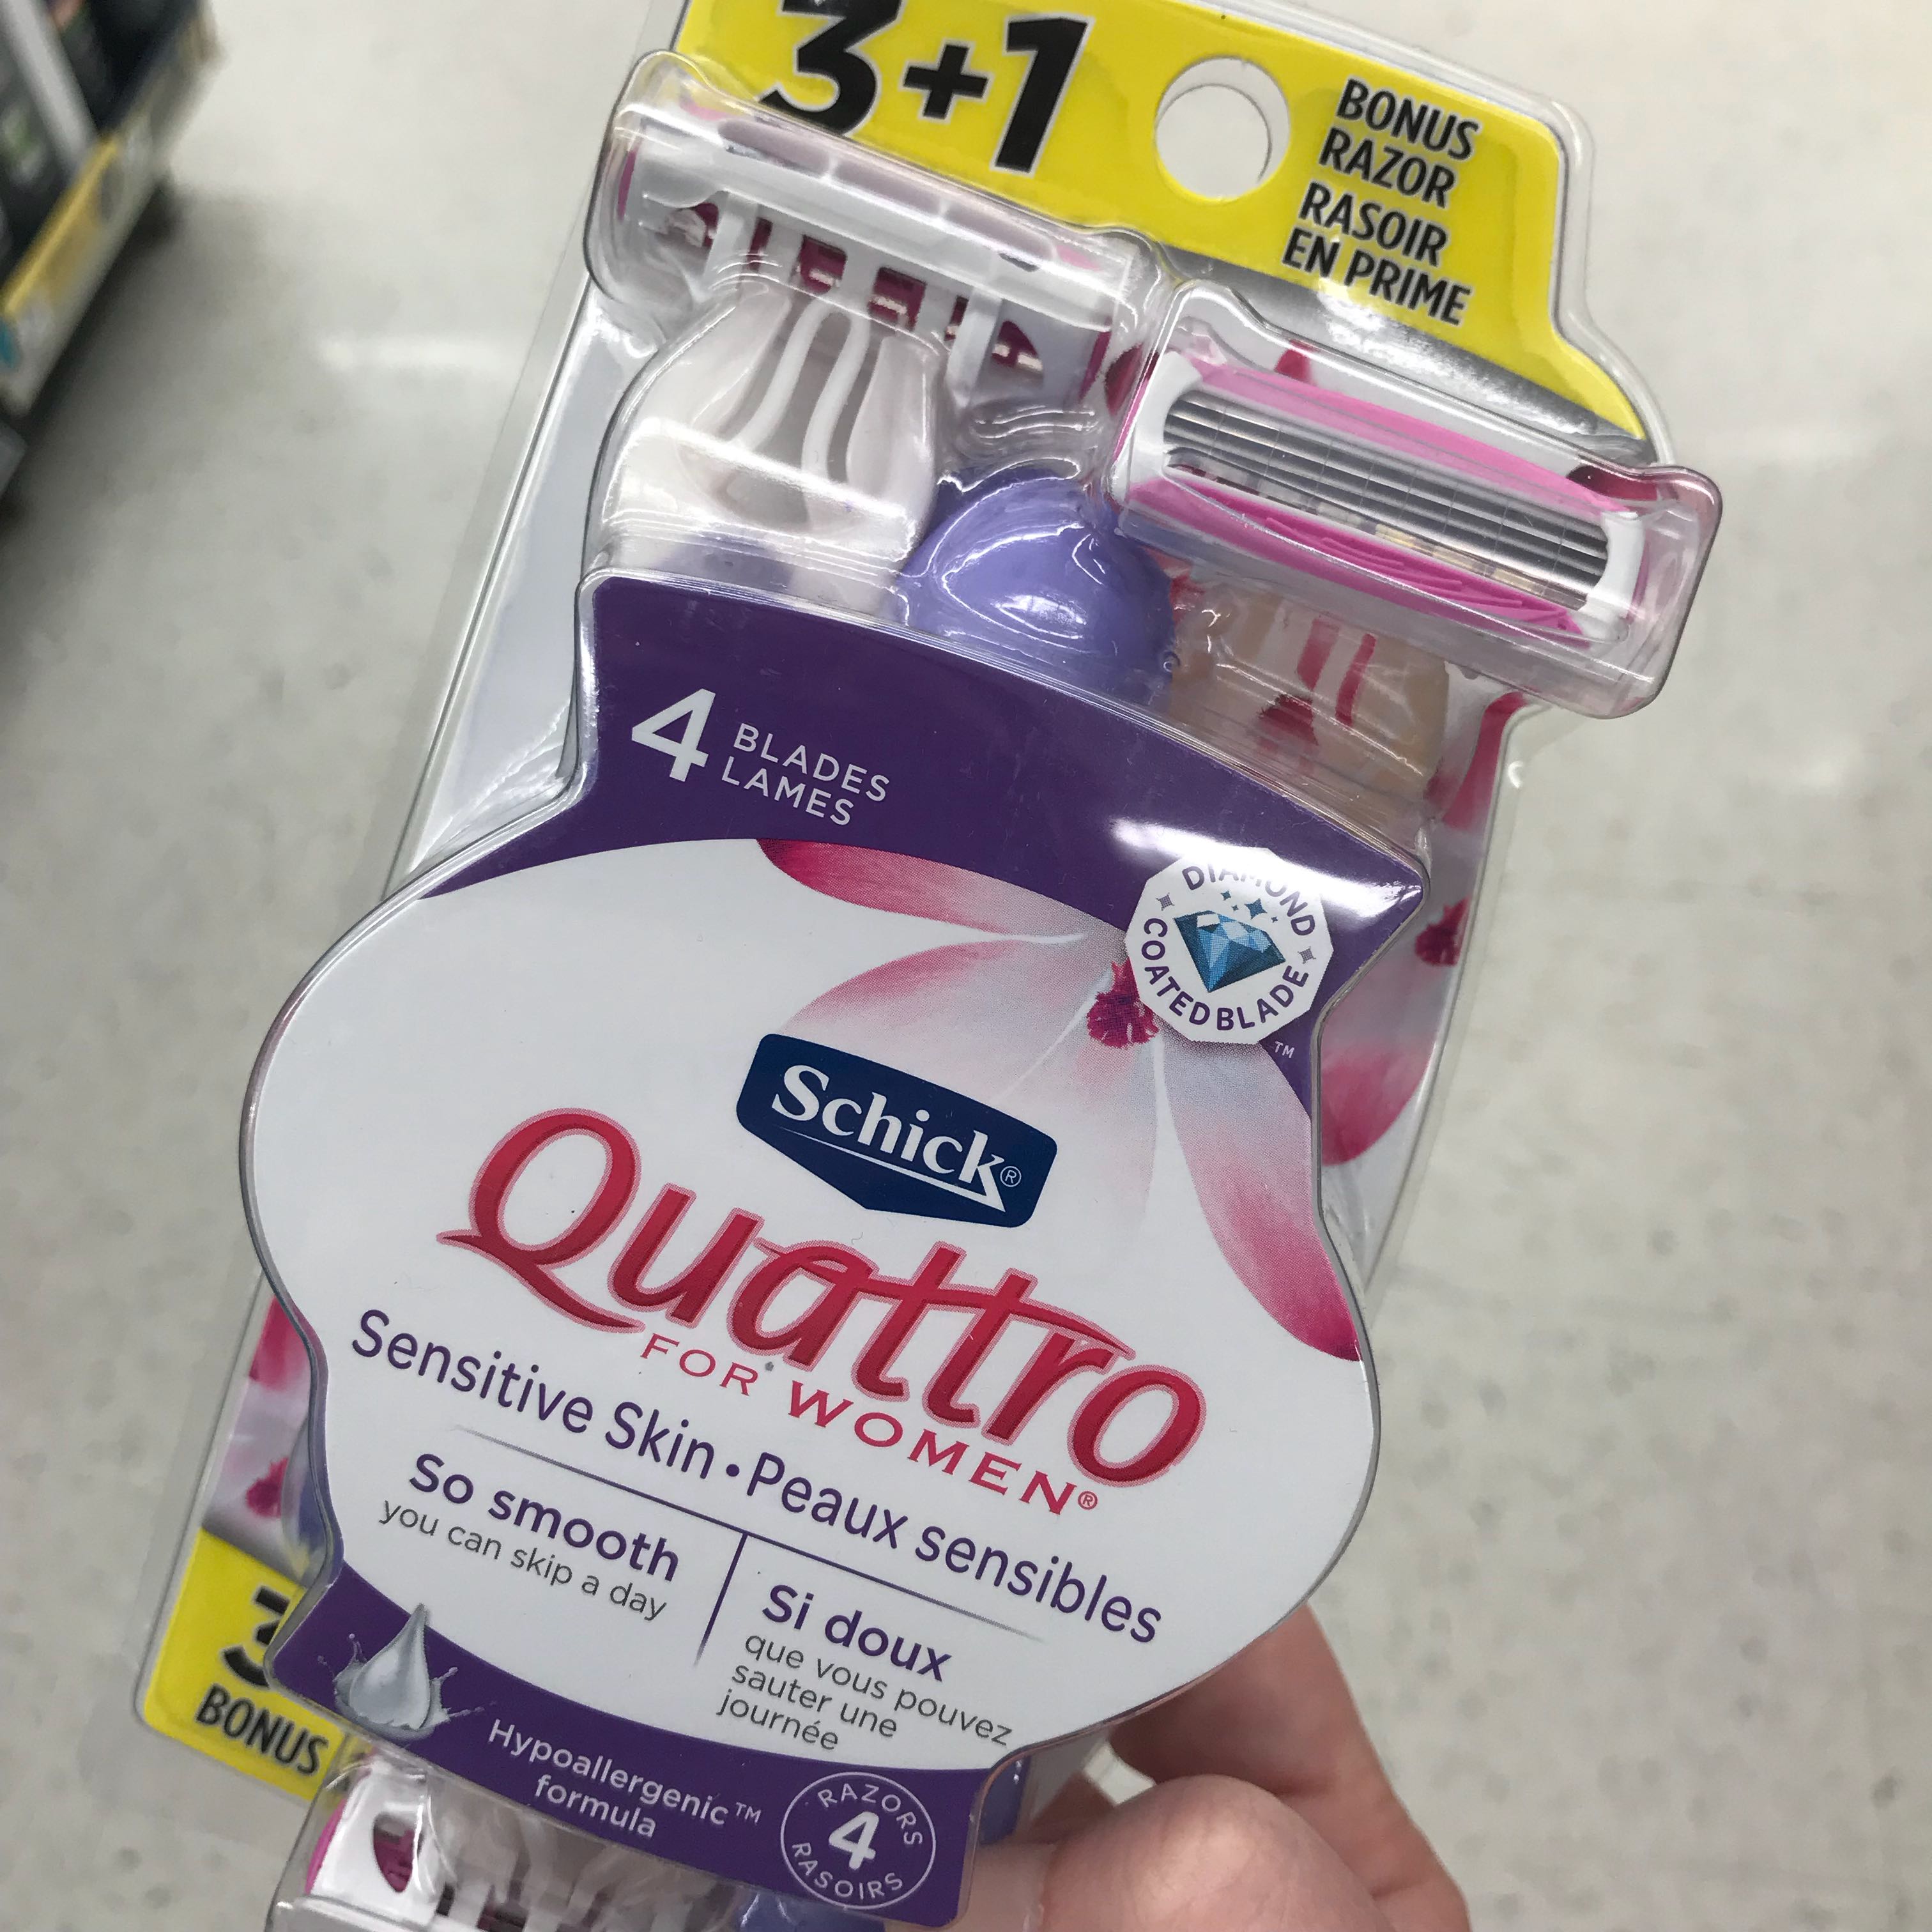 3+1
BONUS
RAZOR
RASOIR
EN PRIME
4 BLADES
LAMES
DIAMOND
COATED BLADE™
Schick®
Quattro
FOR WOMEN®
Sensitive Skin • Peaux sensibles
So smooth
you can skip a day
Si doux
que vous pouvez
sauter une
journée
3
BONUS
Hypoallergenic™
formula
RAZORS
4
RASOIRS